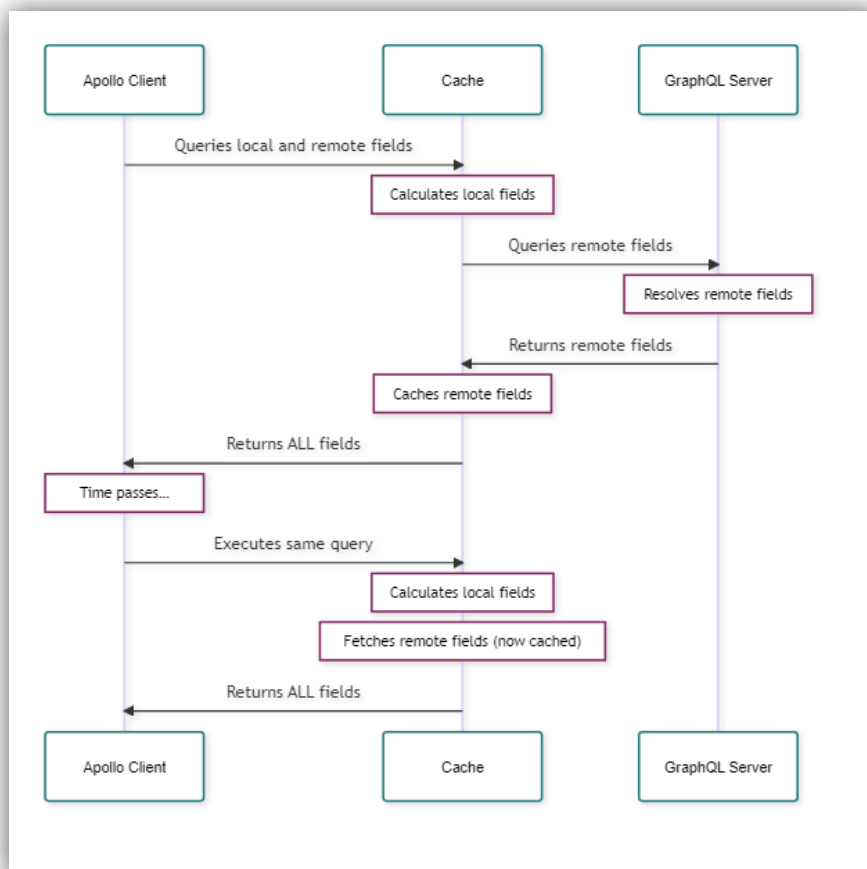 Apollo Client
Cache
GraphQL Server
Queries local and remote fields
Calculates local fields
Queries remote fields
Resolves remote fields
Returns remote fields
Caches remote fields
Returns ALL fields
Time passes...
Executes same query
Calculates local fields
Fetches remote fields (now cached)
Returns ALL fields
Apollo Client
Cache
GraphQL Server